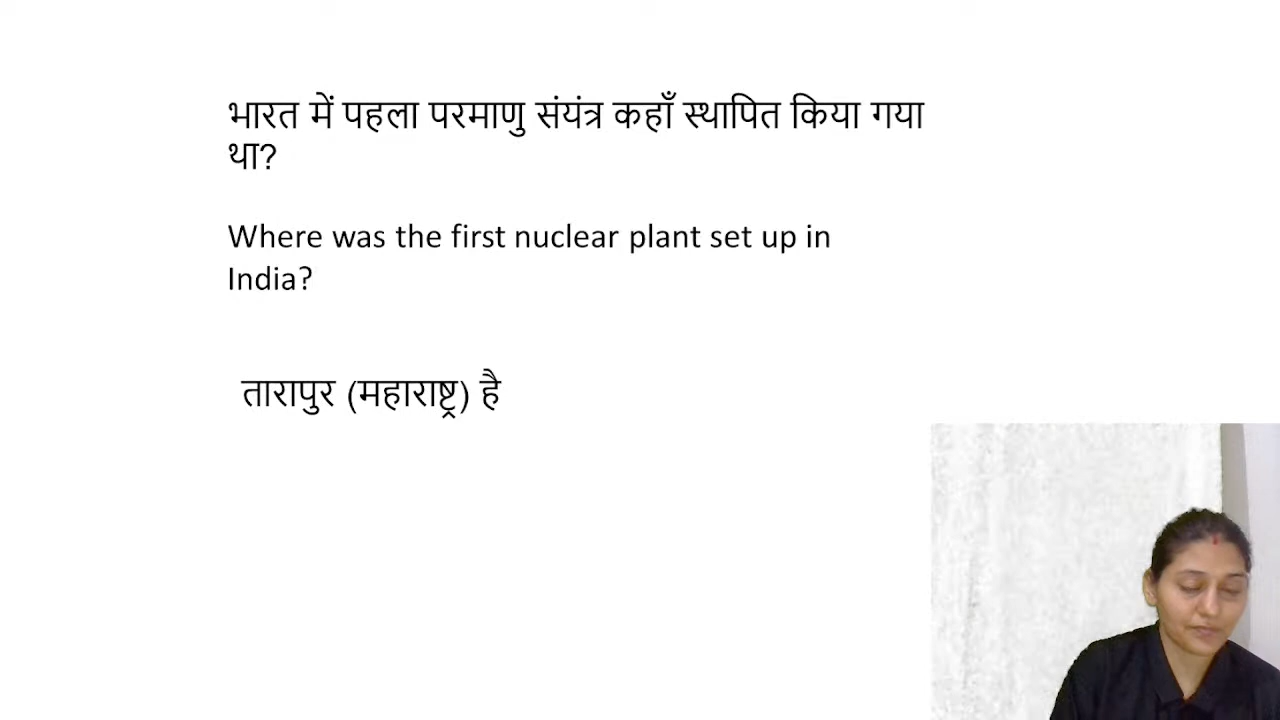 भारत में पहला परमाणु संयंत्र कहाँ स्थापित किया गया
था?
Where was the first nuclear plant set up in
India?
तारापुर (महाराष्ट्र) है